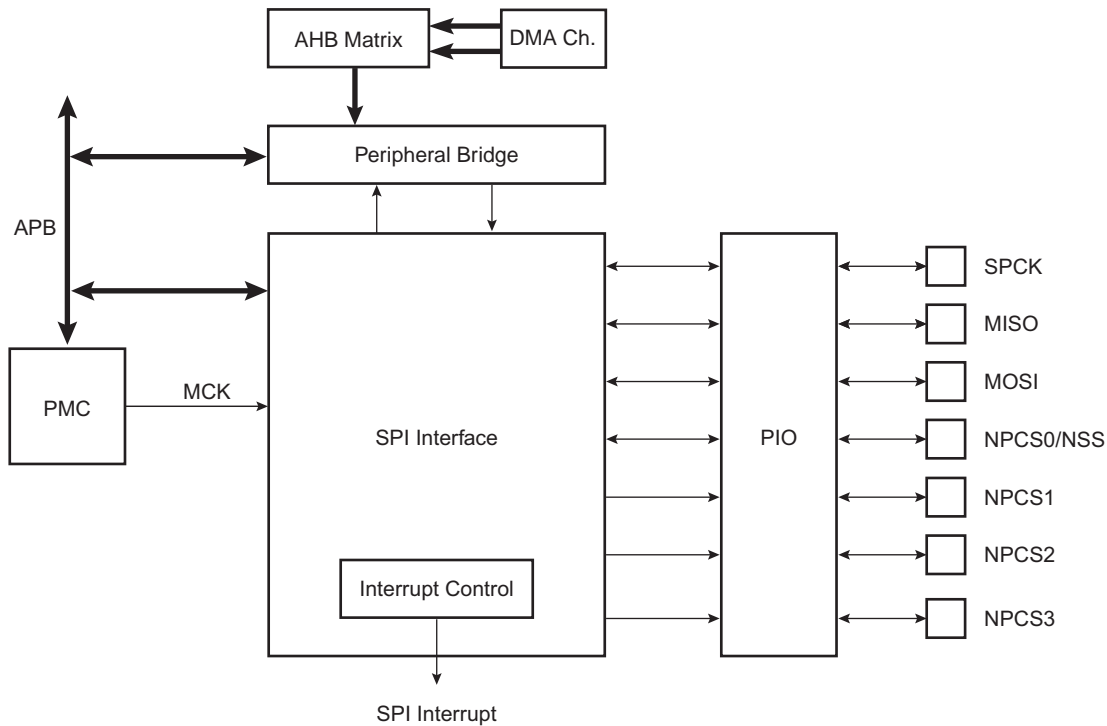 AHB Matrix
DMA Ch.
Peripheral Bridge
APB
SPCK
MISO
PMC
MCK
MOSI
SPI Interface
PIO
NPCS0/NSS
NPCS1
NPCS2
Interrupt Control
NPCS3
SPI Interrupt